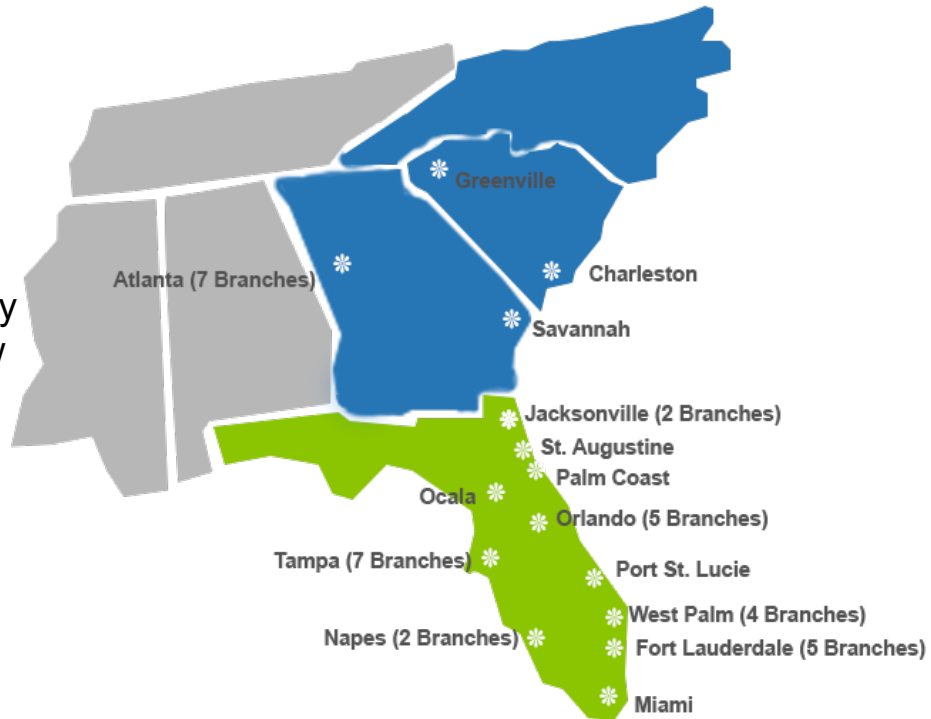 Greenville
Charleston
Atlanta (7 Branches)
y
Savannah
Jacksonville (2 Branches)
St. Augustine
Palm Coast
Ocala
Orlando (5 Branches)
Tampa (7 Branches)
Port St. Lucie
West Palm (4 Branches)
Napes (2 Branches)
Fort Lauderdale (5 Branches)
Miami